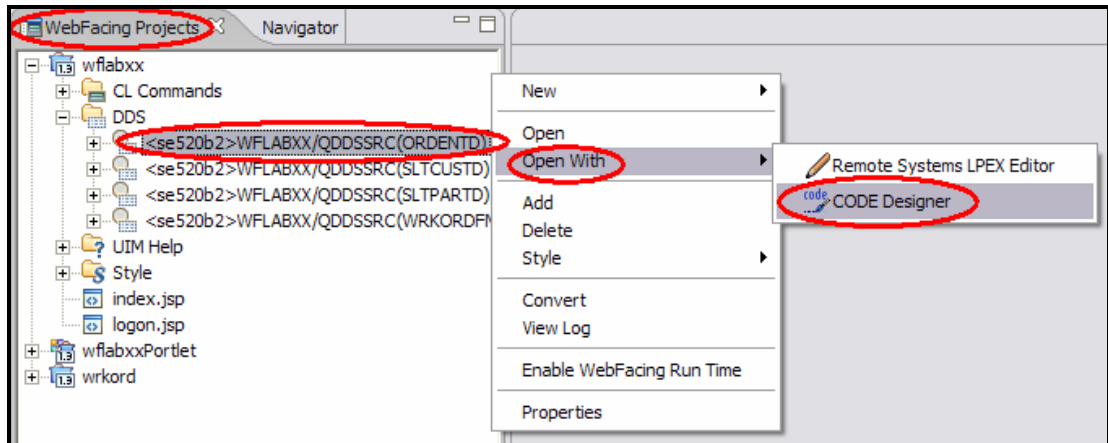 WebFacing Projects Navigator
wflabxx
CL Commands
DDS
<se520b2>WFLABXX/QDDSSRC(ORDENTD)
<se520b2>WFLABXX/QDDSSRC(SLTCUSTD)
<se520b2>WFLABXX/QDDSSRC(SLTPARTD)
<se520b2>WFLABXX/QDDSSRC(WRKORDFM
UIM Help
Style
index.jsp
logon.jsp
wflabxxPortlet
wrkord
New
Open
Open With
Add
Delete
Style
Convert
View Log
Enable WebFacing Run Time
Properties
Remote Systems LPEX Editor
code CODE Designer